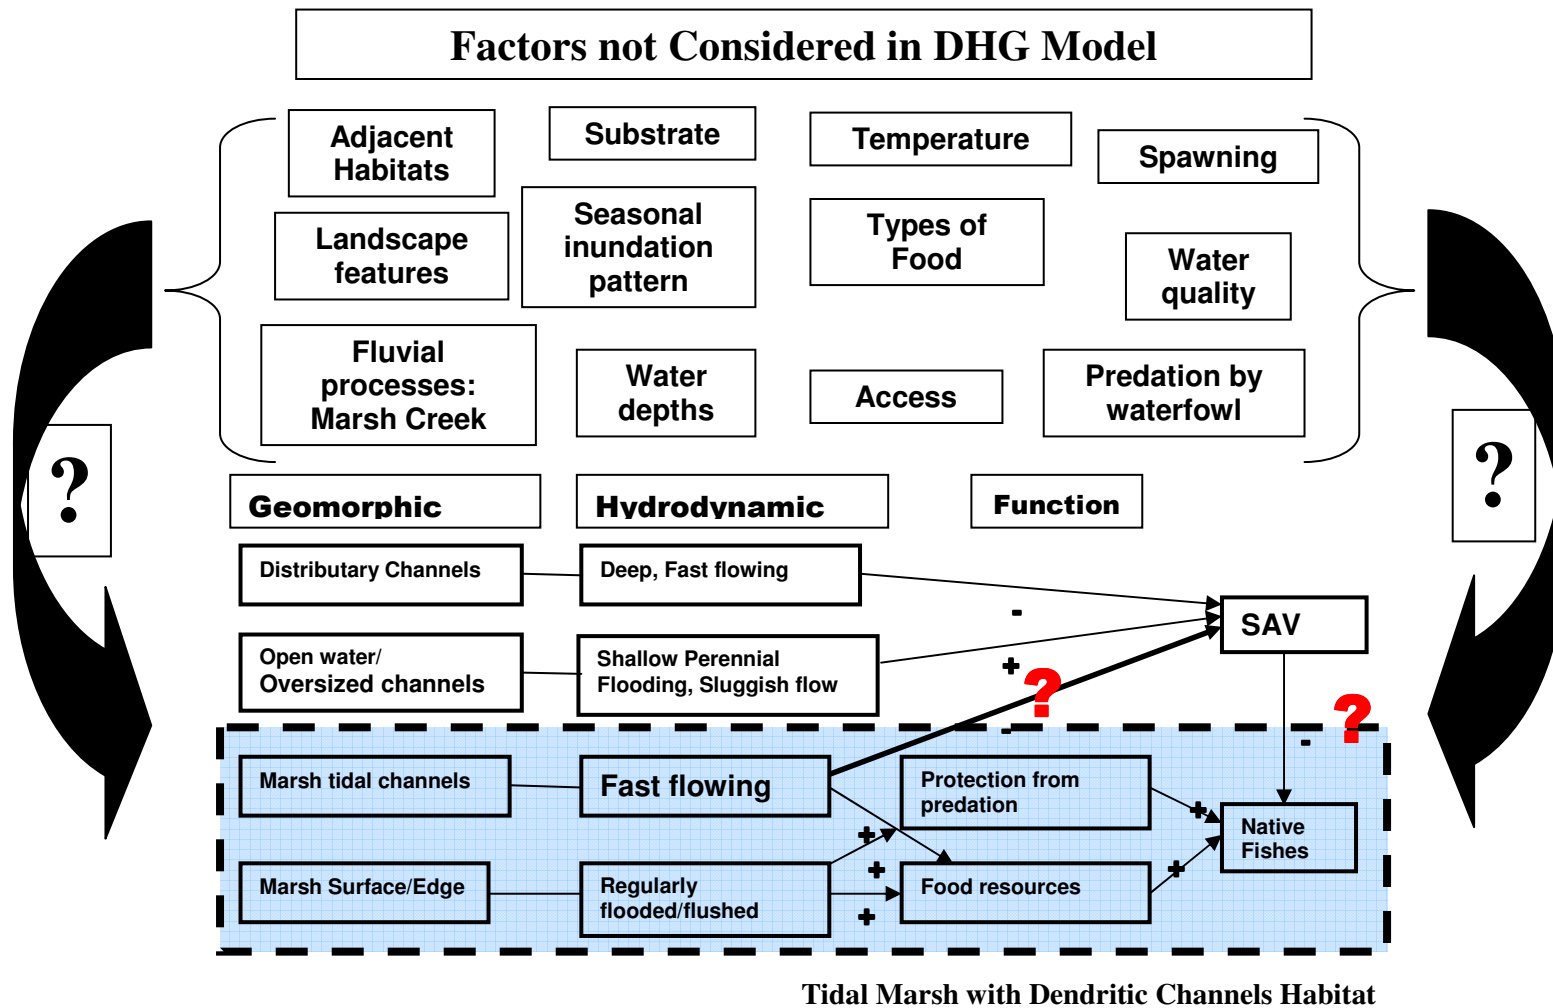 Factors not Considered in DHG Model
Adjacent
Habitats
Substrate
Temperature
Spawning
Landscape
features
Seasonal
inundation
pattern
Types of
Food
Water
quality
Fluvial
processes:
Marsh Creek
Water
depths
Access
Predation by
waterfowl
?
?
Geomorphic
Hydrodynamic
Function
Distributary Channels
Deep, Fast flowing
-
SAV
Open water/
Oversized channels
Shallow Perennial
Flooding, Sluggish flow
+
?
?
-
-
Marsh tidal channels
Fast flowing
Protection from
predation
+
Native
Fishes
+
+
+
Marsh Surface/Edge
Regularly
flooded/flushed
Food resources
+
Tidal Marsh with Dendritic Channels Habitat